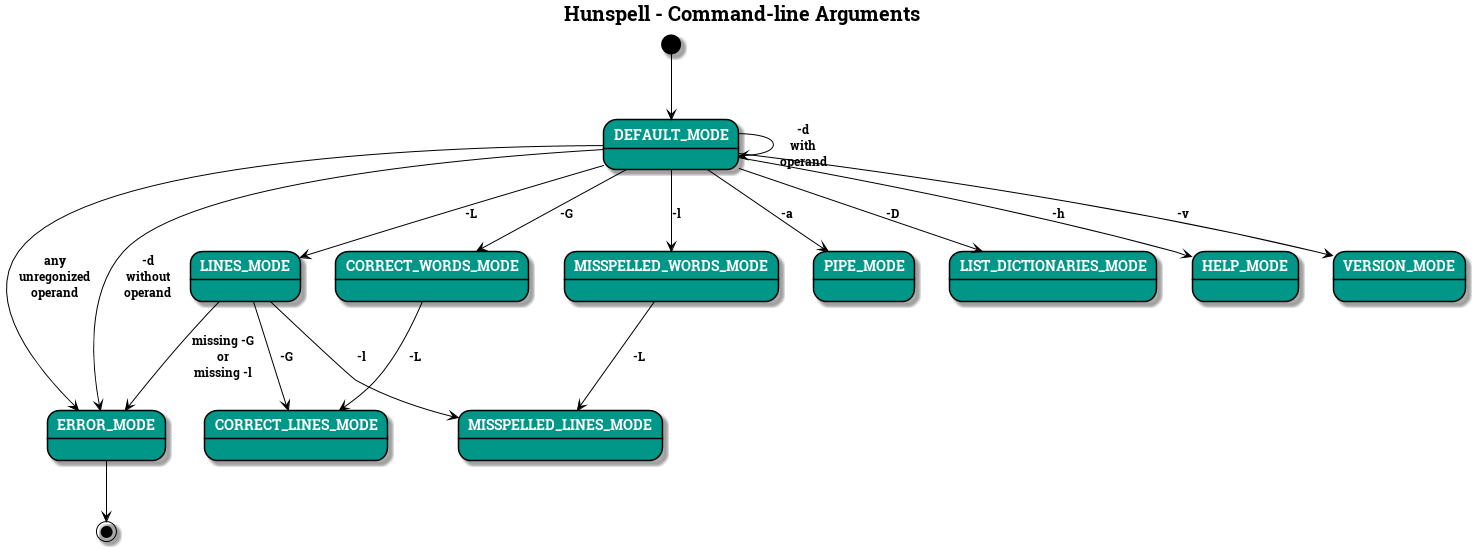 Hunspell - Command-line Arguments
DEFAULT_MODE
-d
with
operand
-L
-G
-l
-a
-D
-h
-v
any
unregonized
operand
-d
without
operand
LINES_MODE
CORRECT_WORDS_MODE
MISSPELLED_WORDS_MODE
PIPE_MODE
LIST_DICTIONARIES_MODE
HELP_MODE
VERSION_MODE
missing -G
or
missing -l
-G
-l
-L
-L
ERROR_MODE
CORRECT_LINES_MODE
MISSPELLED_LINES_MODE